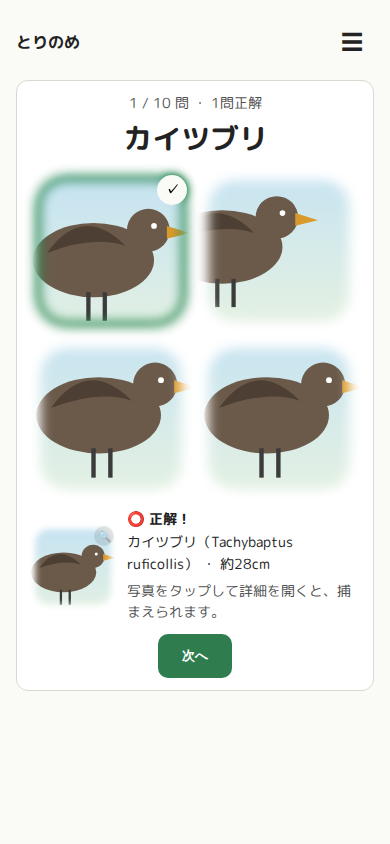 とりのめ
1 / 10 問 ・ 1問正解
カイツブリ
正解！
カイツブリ（Tachybaptus
ruficollis） ・ 約28cm
写真をタップして詳細を開くと、捕
まえられます。
次へ